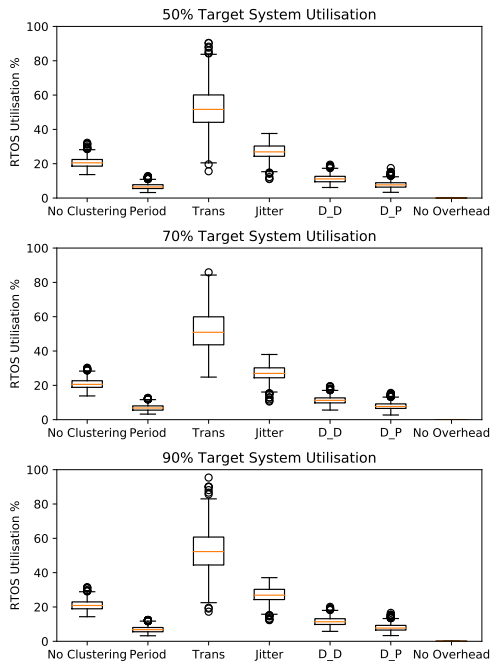 50% Target System Utilisation
100
80
60
40
20
0
RTOS Utilisation %
No Clustering Period Trans Jitter D_D D_P No Overhead
70% Target System Utilisation
100
80
60
40
20
0
RTOS Utilisation %
No Clustering Period Trans Jitter D_D D_P No Overhead
90% Target System Utilisation
100
80
60
40
20
0
RTOS Utilisation %
No Clustering Period Trans Jitter D_D D_P No Overhead